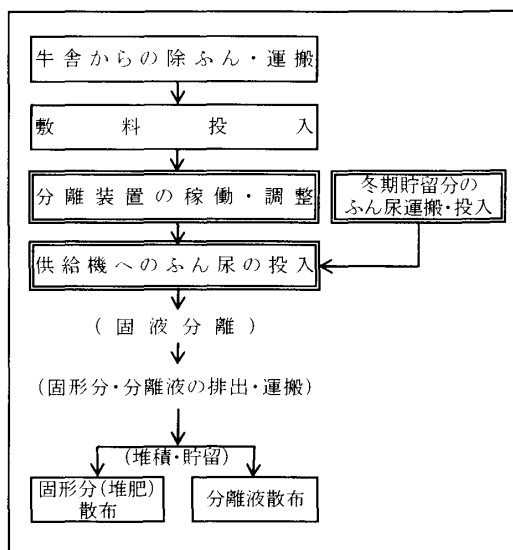 牛舎からの除ふん・運搬
敷料投入
分離装置の稼働・調整
冬期貯留分の
ふん尿運搬・投入
供給機へのふん尿の投入
(固液分離)
(固形分・分離液の排出・運搬)
(堆積・貯留)
固形分(堆肥)
散布
分離液散布